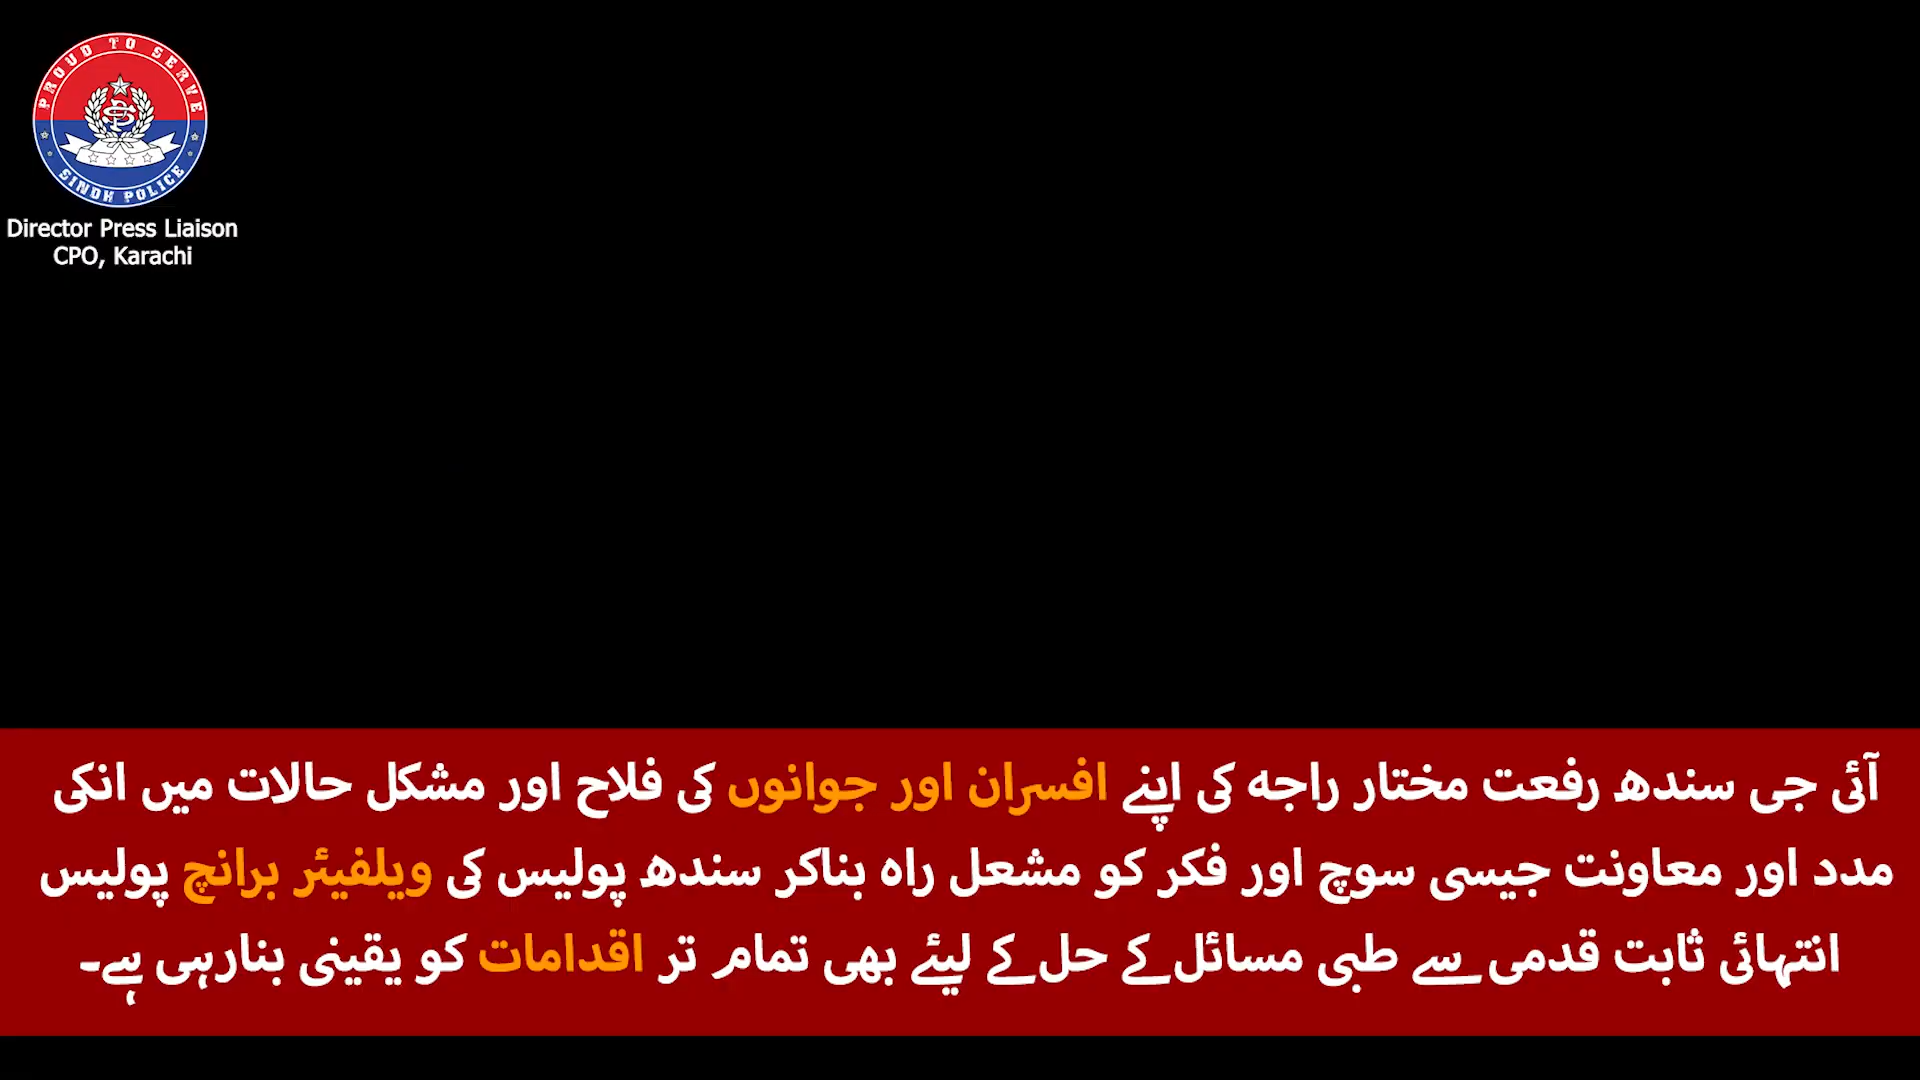 PROUD TO SERVE
SP
SINDH POLICE
Director Press Liaison
CPO, Karachi
آئی جی سندھ رفعت مختار راجہ کی اپنے افسران اور جوانوں کی فلاح اور مشکل حالات میں انکی
مدد اور معاونت جیسی سوچ اور فکر کو مشعل راہ بناکر سندھ پولیس کی ویلفیئر برانچ پولیس
انتہائی ثابت قدمی سے طبی مسائل کے حل کے لیئے بھی تمام تر اقدامات کو یقینی بنارہی ہے۔